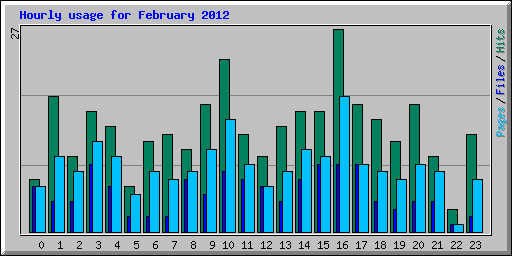 Hourly usage for February 2012
27
Pages / Files / Hits
0 1 2 3 4 5 6 7 8 9 10 11 12 13 14 15 16 17 18 19 20 21 22 23